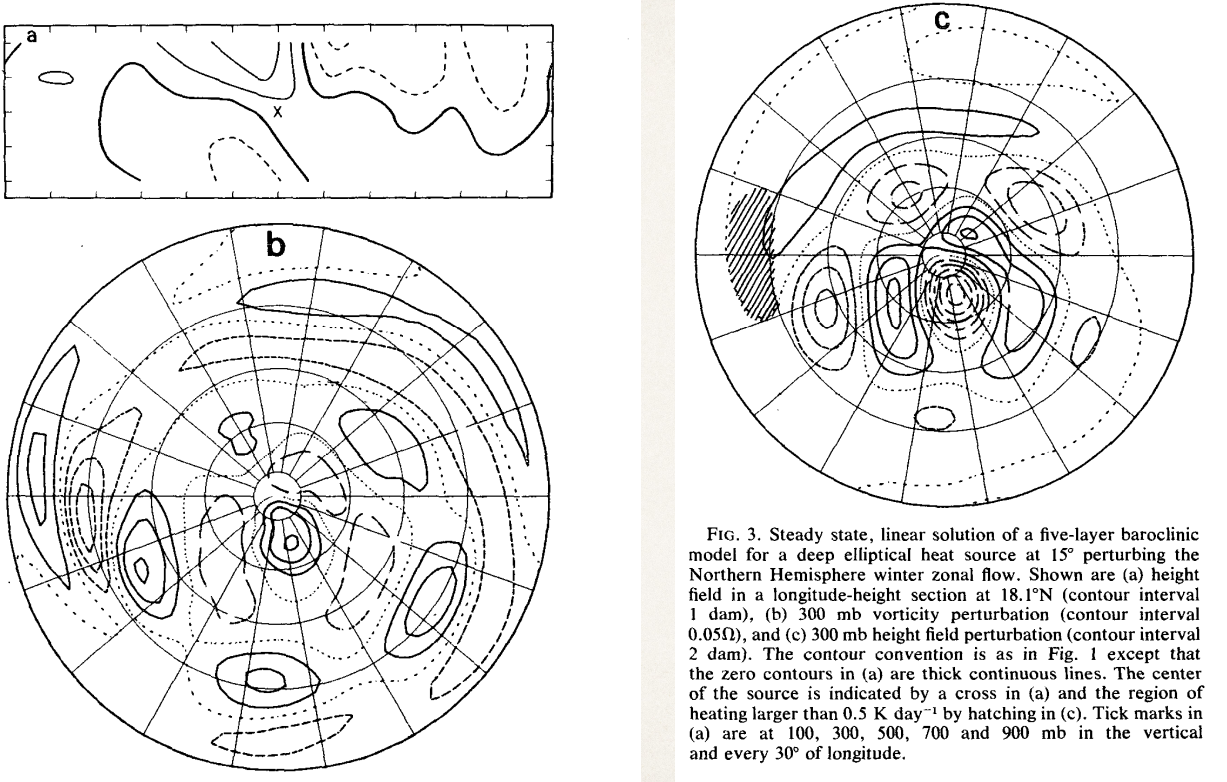 a
X
b
c
FIG. 3. Steady state, linear solution of a five-layer baroclinic
model for a deep elliptical heat source at 15° perturbing the
Northern Hemisphere winter zonal flow. Shown are (a) height
field in a longitude-height section at 18.1°N (contour interval
1 dam), (b) 300 mb vorticity perturbation (contour interval
0.05Ω), and (c) 300 mb height field perturbation (contour interval
2 dam). The contour convention is as in Fig. 1 except that
the zero contours in (a) are thick continuous lines. The center
of the source is indicated by a cross in (a) and the region of
heating larger than 0.5 K day⁻¹ by hatching in (c). Tick marks in
(a) are at 100, 300, 500, 700 and 900 mb in the vertical
and every 30° of longitude.